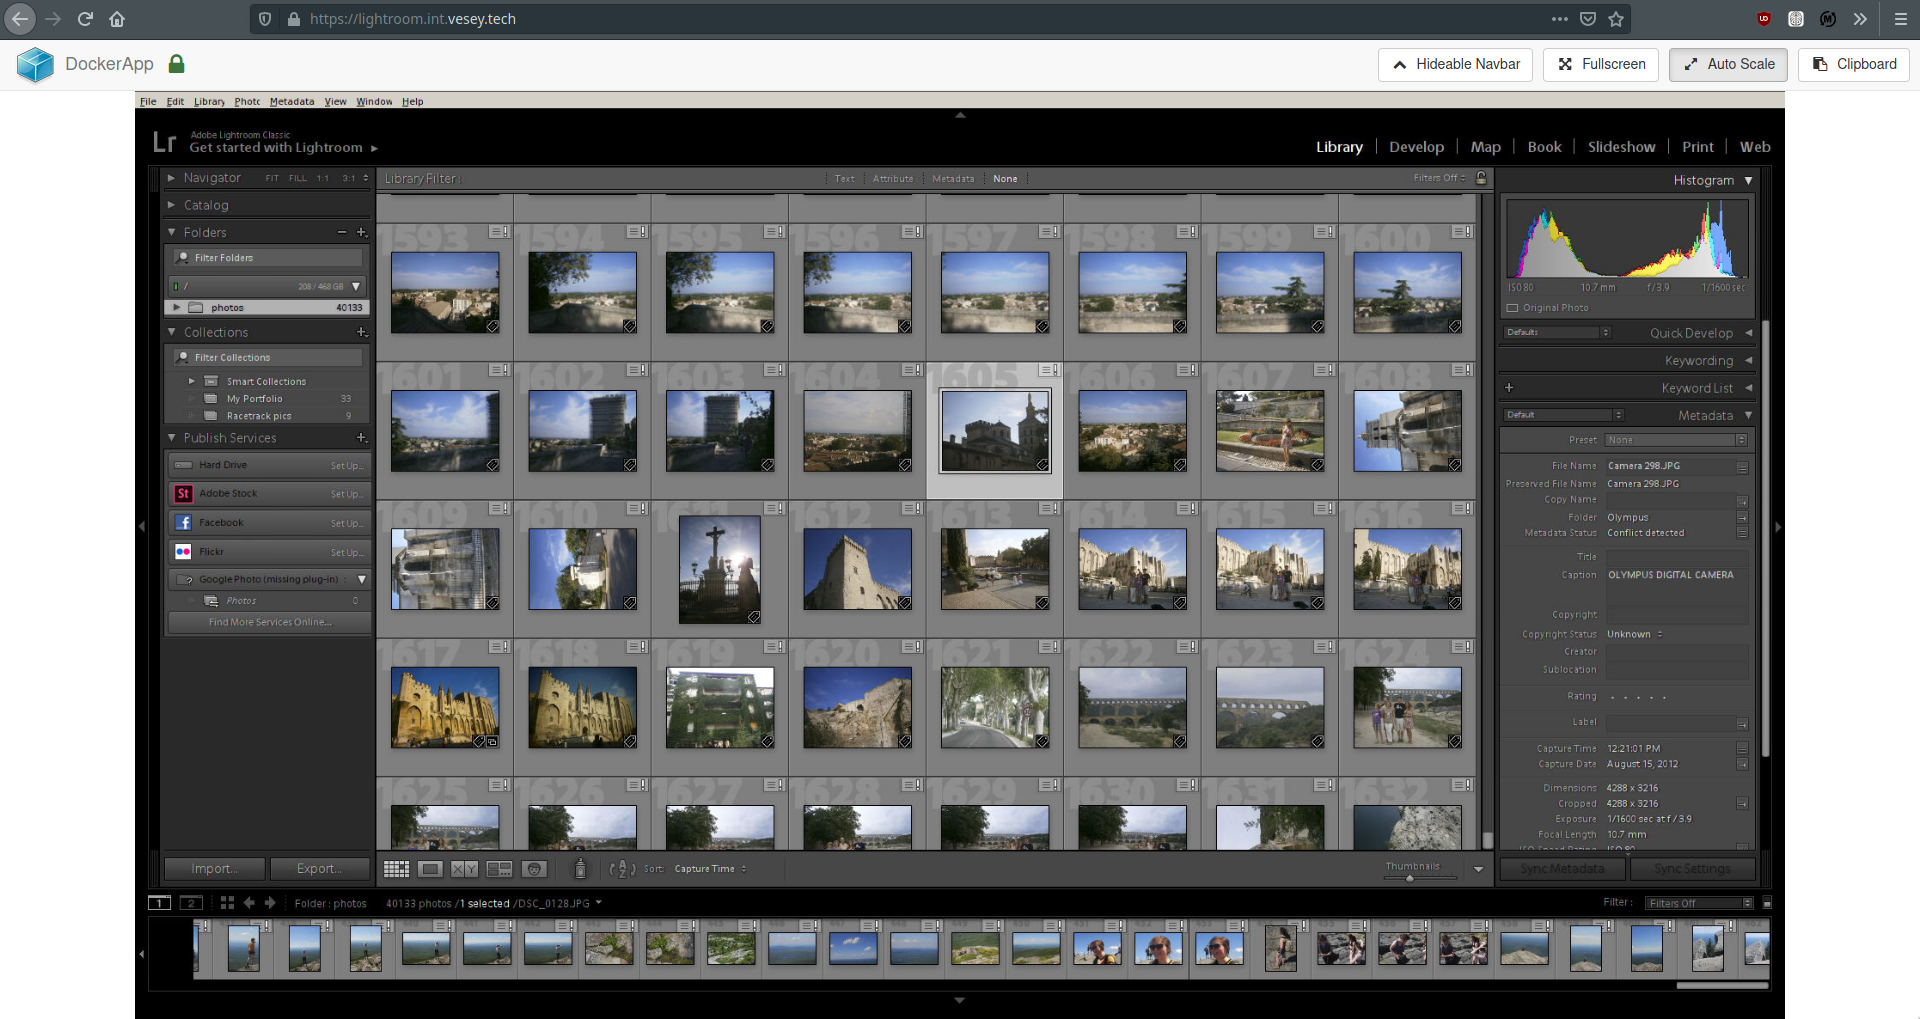 https://lightroom.int.vesey.tech
DockerApp
Hideable Navbar
Fullscreen
Auto Scale
Clipboard
File Edit Library Photo Metadata View Window Help
Lr
Adobe Lightroom Classic
Get started with Lightroom
Library | Develop | Map | Book | Slideshow | Print | Web
Navigator FIT FILL 1:1 3:1
Catalog
Folders
Filter Folders
/ 208 / 468 GB
photos 40133
Collections
Filter Collections
Smart Collections
My Portfolio 33
Racetrack pics 9
Publish Services
Hard Drive Set Up...
St Adobe Stock Set Up...
Facebook Set Up...
Flickr Set Up...
Google Photo (missing plug-in)
Photos 0
Find More Services Online...
Import... Export...
Library Filter : Text Attribute Metadata None Filters Off
1593 1594 1595 1596 1597 1598 1599 1600
1601 1602 1603 1604 1605 1606 1607 1608
1609 1610 1611 1612 1613 1614 1615 1616
1617 1618 1619 1620 1621 1622 1623 1624
1625 1626 1627 1628 1629 1630 1631 1632
Sort: Capture Time
Thumbnails
Histogram
ISO 80 10.7 mm f / 3.9 1/1600 sec
Original Photo
Defaults Quick Develop
Keywording
Keyword List
Default Metadata
Preset None
File Name Camera 298.JPG
Preserved File Name Camera 298.JPG
Copy Name
Folder Olympus
Metadata Status Conflict detected
Title
Caption OLYMPUS DIGITAL CAMERA
Copyright
Copyright Status Unknown
Creator
Sublocation
Rating
Label
Capture Time 12:21:01 PM
Capture Date August 15, 2012
Dimensions 4288 x 3216
Cropped 4288 x 3216
Exposure 1/1600 sec at f / 3.9
Focal Length 10.7 mm
ISO Speed Rating ISO 80
Sync Metadata Sync Settings
1 2 Folder : photos 40133 photos / 1 selected / DSC_0128.JPG
Filter : Filters Off